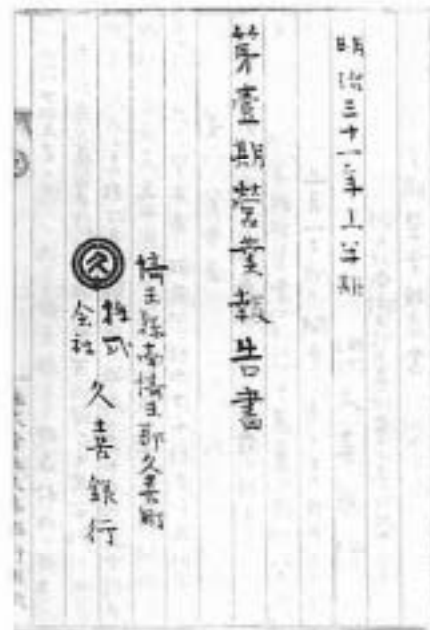 明治三十一年上半期
第壹期營業報告書
埼玉縣南埼玉郡久喜町
久
株式会社
久喜銀行